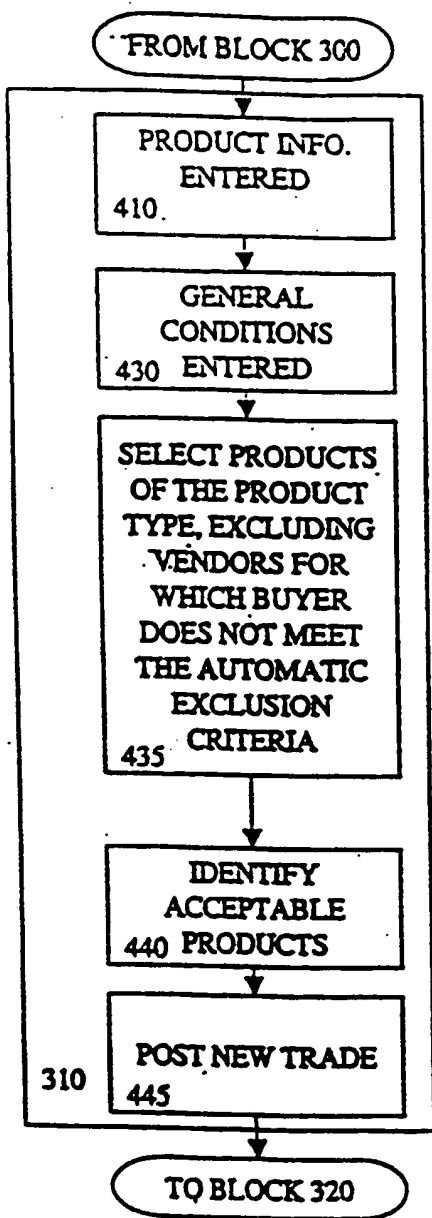 FROM BLOCK 300
PRODUCT INFO.
ENTERED
410
GENERAL
CONDITIONS
ENTERED
430
SELECT PRODUCTS
OF THE PRODUCT
TYPE, EXCLUDING
VENDORS FOR
WHICH BUYER
DOES NOT MEET
THE AUTOMATIC
EXCLUSION
CRITERIA
435
IDENTIFY
ACCEPTABLE
PRODUCTS
440
POST NEW TRADE
445
310
TO BLOCK 320